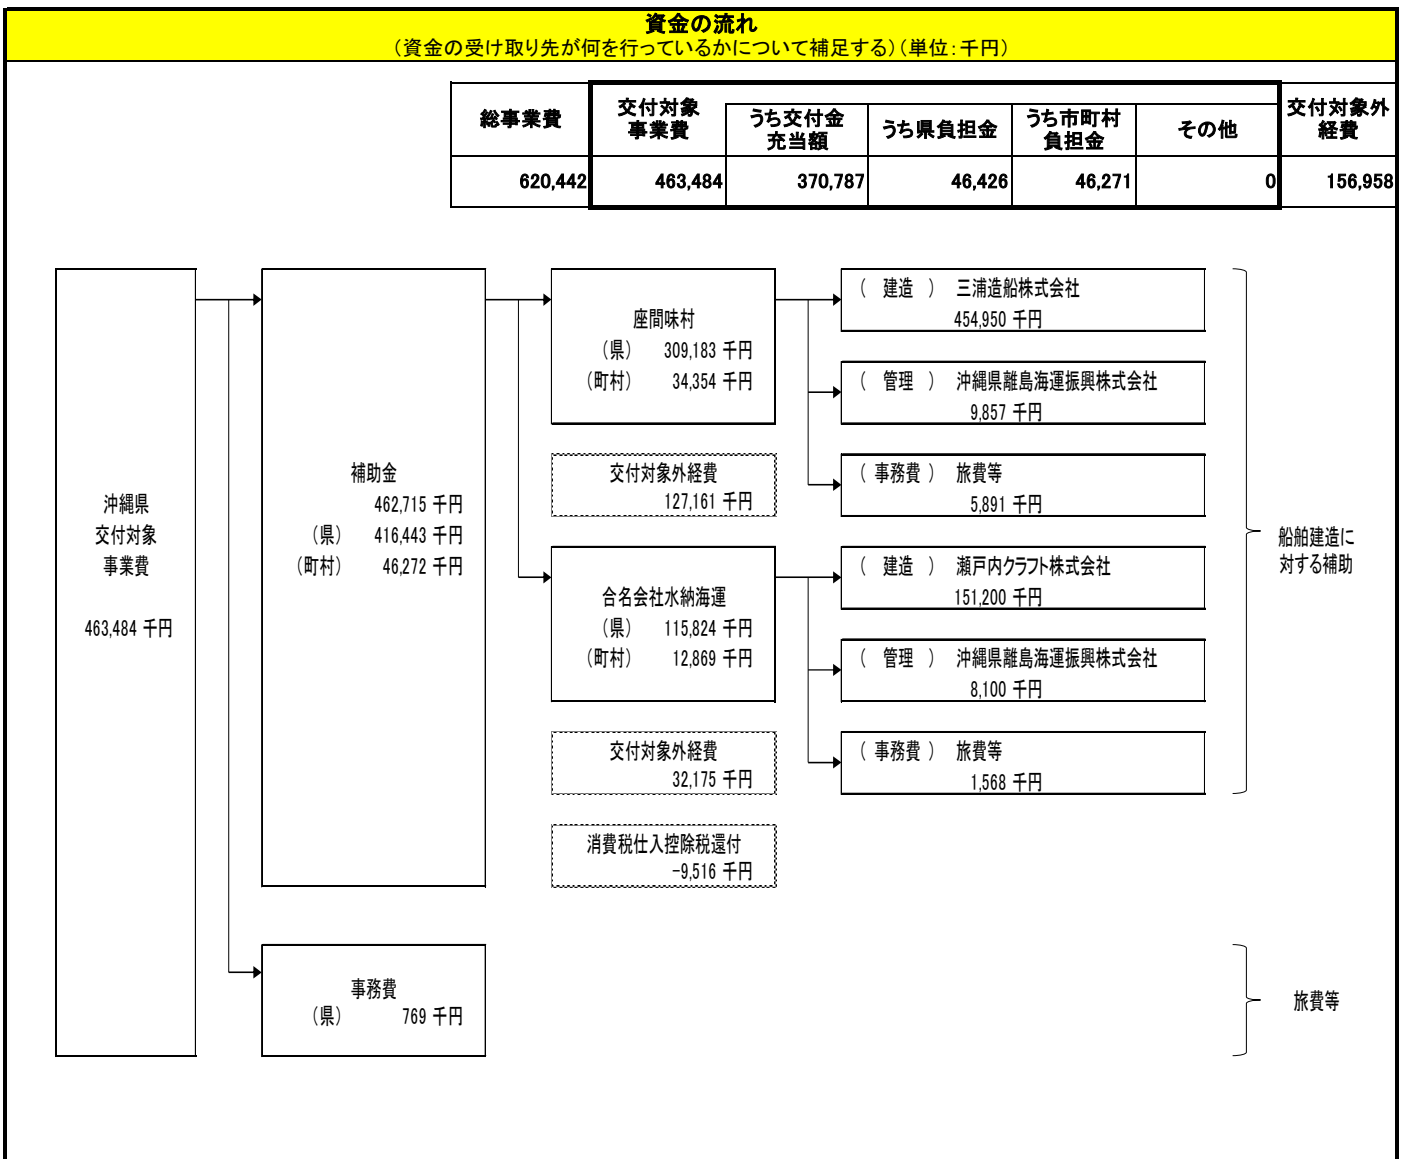 資金の流れ
（資金の受け取り先が何を行っているかについて補足する）（単位：千円）
総事業費
交付対象
事業費
うち交付金
充当額
うち県負担金
うち市町村
負担金
その他
交付対象外
経費
620,442
463,484
370,787
46,426
46,271
0
156,958
沖縄県
交付対象
事業費
463,484 千円
補助金
462,715 千円
（県） 416,443 千円
（町村） 46,272 千円
座間味村
（県） 309,183 千円
（町村） 34,354 千円
交付対象外経費
127,161 千円
合名会社水納海運
（県） 115,824 千円
（町村） 12,869 千円
交付対象外経費
32,175 千円
消費税仕入控除税還付
-9,516 千円
（ 建造 ） 三浦造船株式会社
454,950 千円
（ 管理 ） 沖縄県離島海運振興株式会社
9,857 千円
（ 事務費 ） 旅費等
5,891 千円
（ 建造 ） 瀬戸内クラフト株式会社
151,200 千円
（ 管理 ） 沖縄県離島海運振興株式会社
8,100 千円
（ 事務費 ） 旅費等
1,568 千円
船舶建造に
対する補助
事務費
（県） 769 千円
旅費等